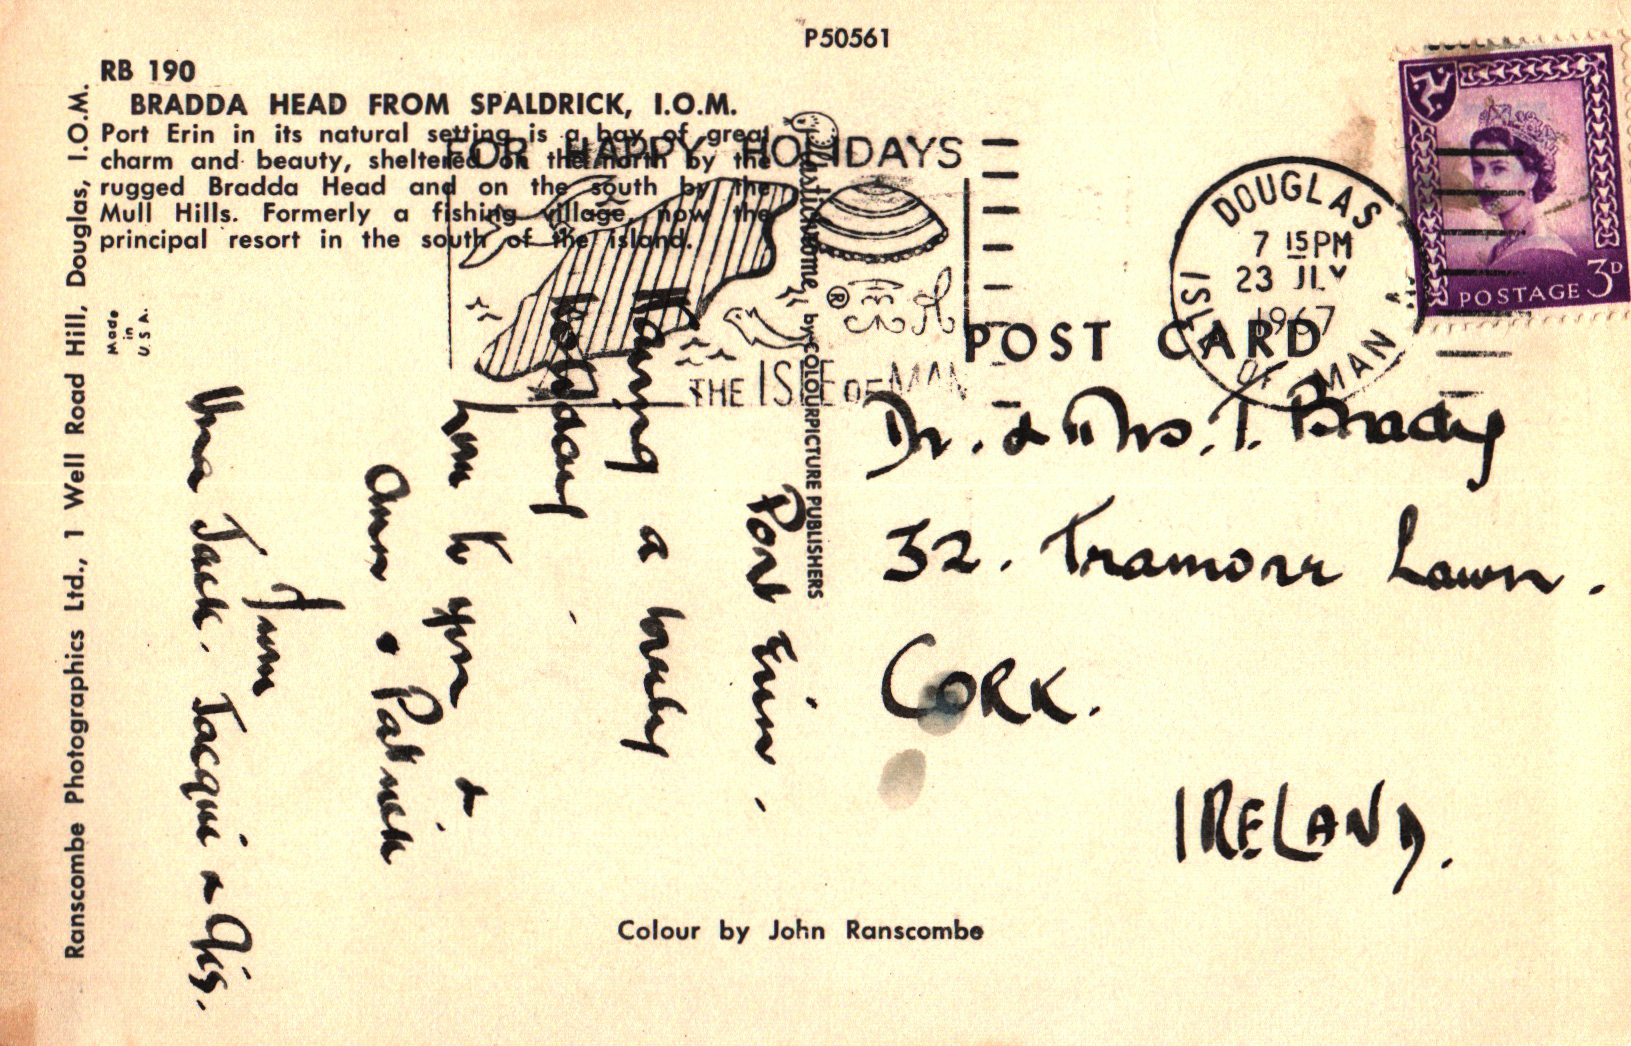 P50561
RB 190
BRADDA HEAD FROM SPALDRICK, I.O.M.
Port Erin in its natural setting is a bay of great
charm and beauty, sheltered on the north by the
rugged Bradda Head and on the south by the
Mull Hills. Formerly a fishing village, now the
principal resort in the south of the island.
Ranscombe Photographics Ltd., 1 Well Road Hill, Douglas, I.O.M.
Made
in
U.S.A.
FOR HAPPY HOLIDAYS
THE ISLE OF MAN
Plastichrome ® by COLOURPICTURE PUBLISHERS
DOUGLAS
7 15PM
23 JLY
1967
ISLE OF MAN
POSTAGE 3D
POST CARD
Port Erin.
Having a lovely
holiday.
Love to you &
Ann & Patrick
From
Jack. Jacqui &
Dr. & Mrs. T. Brady
32. Tramore Lawn.
CORK.
IRELAND.
Colour by John Ranscombe